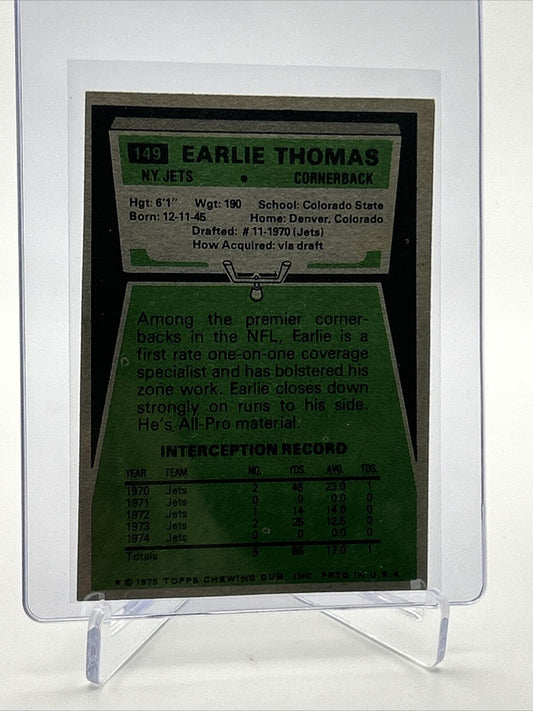 149 EARLIE THOMAS
N.Y. JETS • CORNERBACK
Hgt: 6'1" Wgt: 190 School: Colorado State
Born: 12-11-45 Home: Denver, Colorado
Drafted: #11-1970 (Jets)
How Acquired: via draft
Among the premier corner-
backs in the NFL, Earlie is a
first rate one-on-one coverage
specialist and has bolstered his
zone work. Earlie closes down
strongly on runs to his side.
He's All-Pro material.
INTERCEPTION RECORD
YEAR TEAM NO. YDS. AVG. TDS.
1970 Jets 2 46 23.0 1
1971 Jets 0 0 0.0 0
1972 Jets 1 14 14.0 0
1973 Jets 2 25 12.5 0
1974 Jets 0 0 0.0 0
Totals 5 85 17.0 1
* © 1975 TOPPS CHEWING GUM, INC. PRTD IN U.S.A.